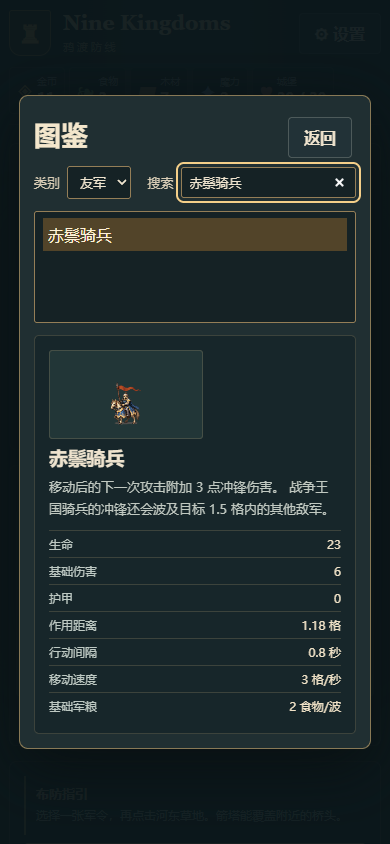 Nine Kingdoms
设置
图鉴
返回
类别 友军 搜索 赤鬃骑兵 ×
赤鬃骑兵
赤鬃骑兵
移动后的下一次攻击附加 3 点冲锋伤害。 战争王
国骑兵的冲锋还会波及目标 1.5 格内的其他敌军。
生命 23
基础伤害 6
护甲 0
作用距离 1.18 格
行动间隔 0.8 秒
移动速度 3 格/秒
基础军粮 2 食物/波
布防指引